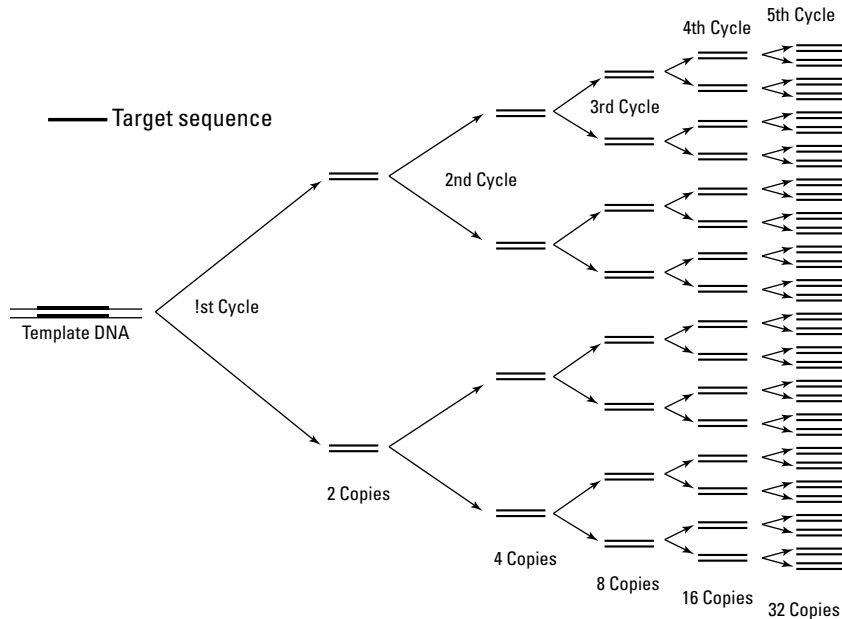 5th Cycle
4th Cycle
3rd Cycle
Target sequence
2nd Cycle
!st Cycle
Template DNA
2 Copies
4 Copies
8 Copies
16 Copies
32 Copies